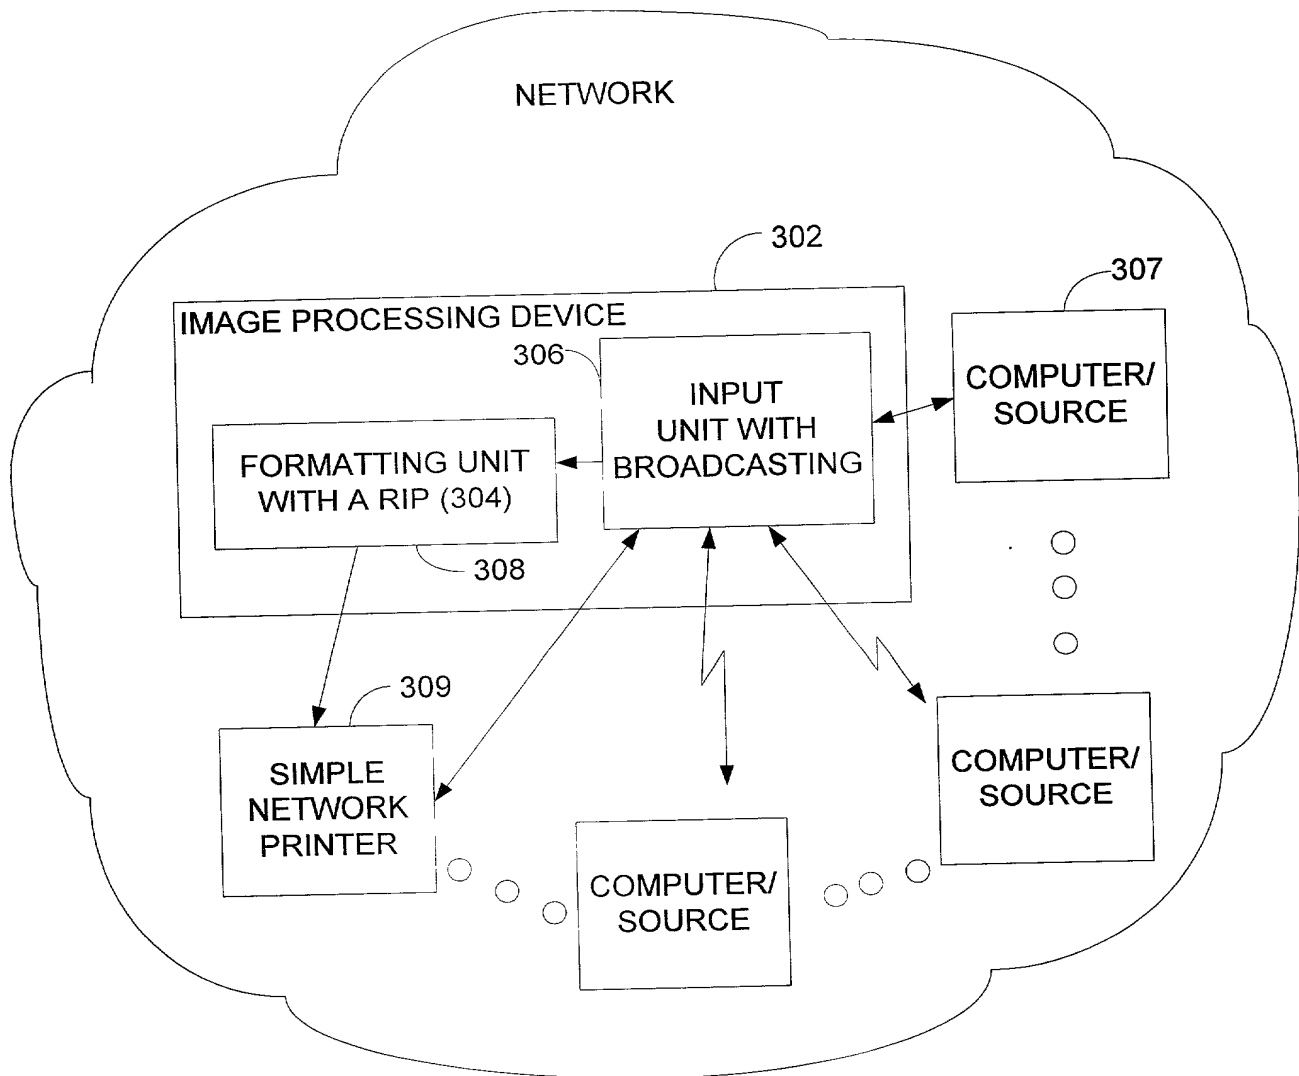 NETWORK
302
307
IMAGE PROCESSING DEVICE
306
INPUT
UNIT WITH
BROADCASTING
COMPUTER/
SOURCE
FORMATTING UNIT
WITH A RIP (304)
308
309
SIMPLE
NETWORK
PRINTER
COMPUTER/
SOURCE
COMPUTER/
SOURCE